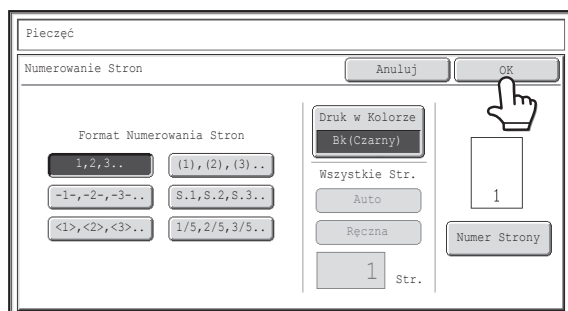 Pieczęć
Numerowanie Stron
Anuluj
OK
Format Numerowania Stron
1,2,3..
(1),(2),(3)..
-1-,-2-,-3-..
S.1,S.2,S.3..
<1>,<2>,<3>..
1/5,2/5,3/5..
Druk w Kolorze
Bk(Czarny)
Wszystkie Str.
Auto
Ręczna
1 Str.
1
Numer Strony